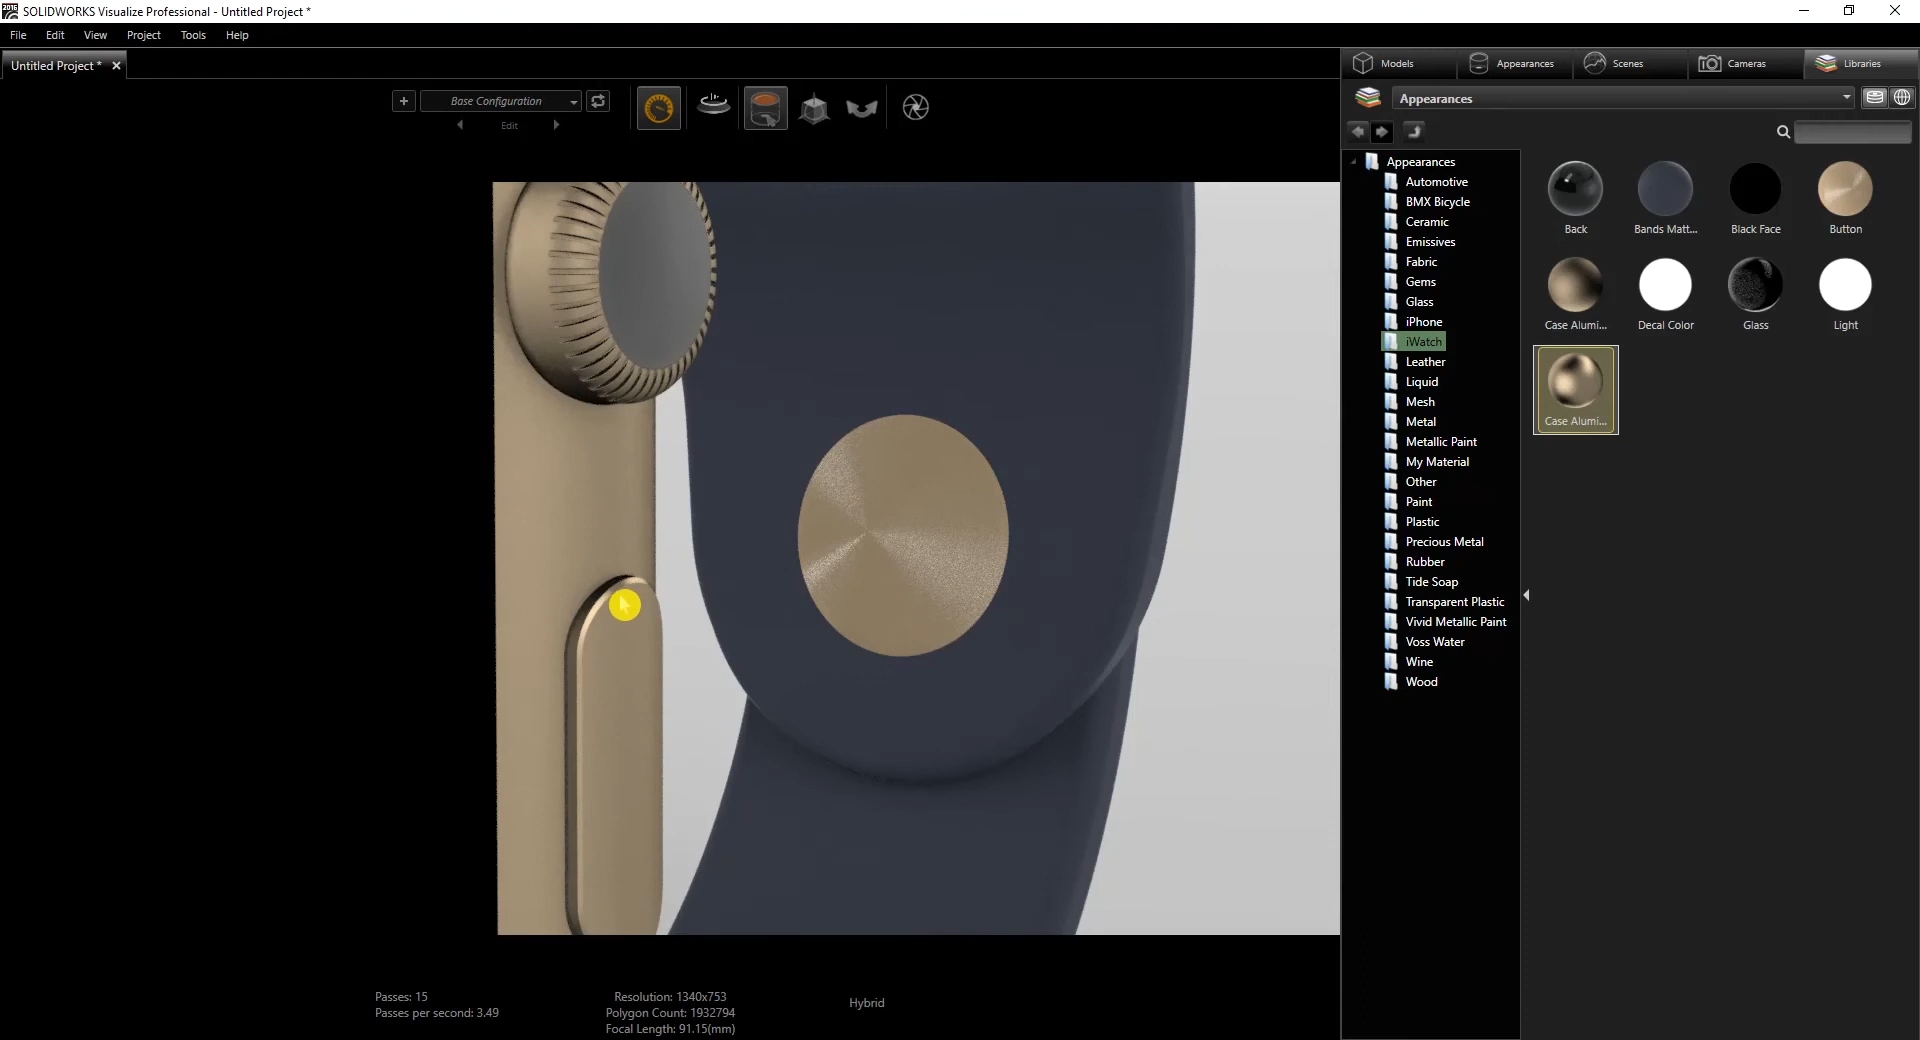 2016
SOLIDWORKS Visualize Professional - Untitled Project *
File Edit View Project Tools Help
Untitled Project *
Base Configuration
Edit
Models Appearances Scenes Cameras Libraries
Appearances
Appearances
Automotive
BMX Bicycle
Ceramic
Emissives
Fabric
Gems
Glass
iPhone
iWatch
Leather
Liquid
Mesh
Metal
Metallic Paint
My Material
Other
Paint
Plastic
Precious Metal
Rubber
Tide Soap
Transparent Plastic
Vivid Metallic Paint
Voss Water
Wine
Wood
Back Bands Matt... Black Face Button
Case Alumi... Decal Color Glass Light
Case Alumi...
Passes: 15
Passes per second: 3.49
Resolution: 1340x753
Polygon Count: 1932794
Focal Length: 91.15(mm)
Hybrid